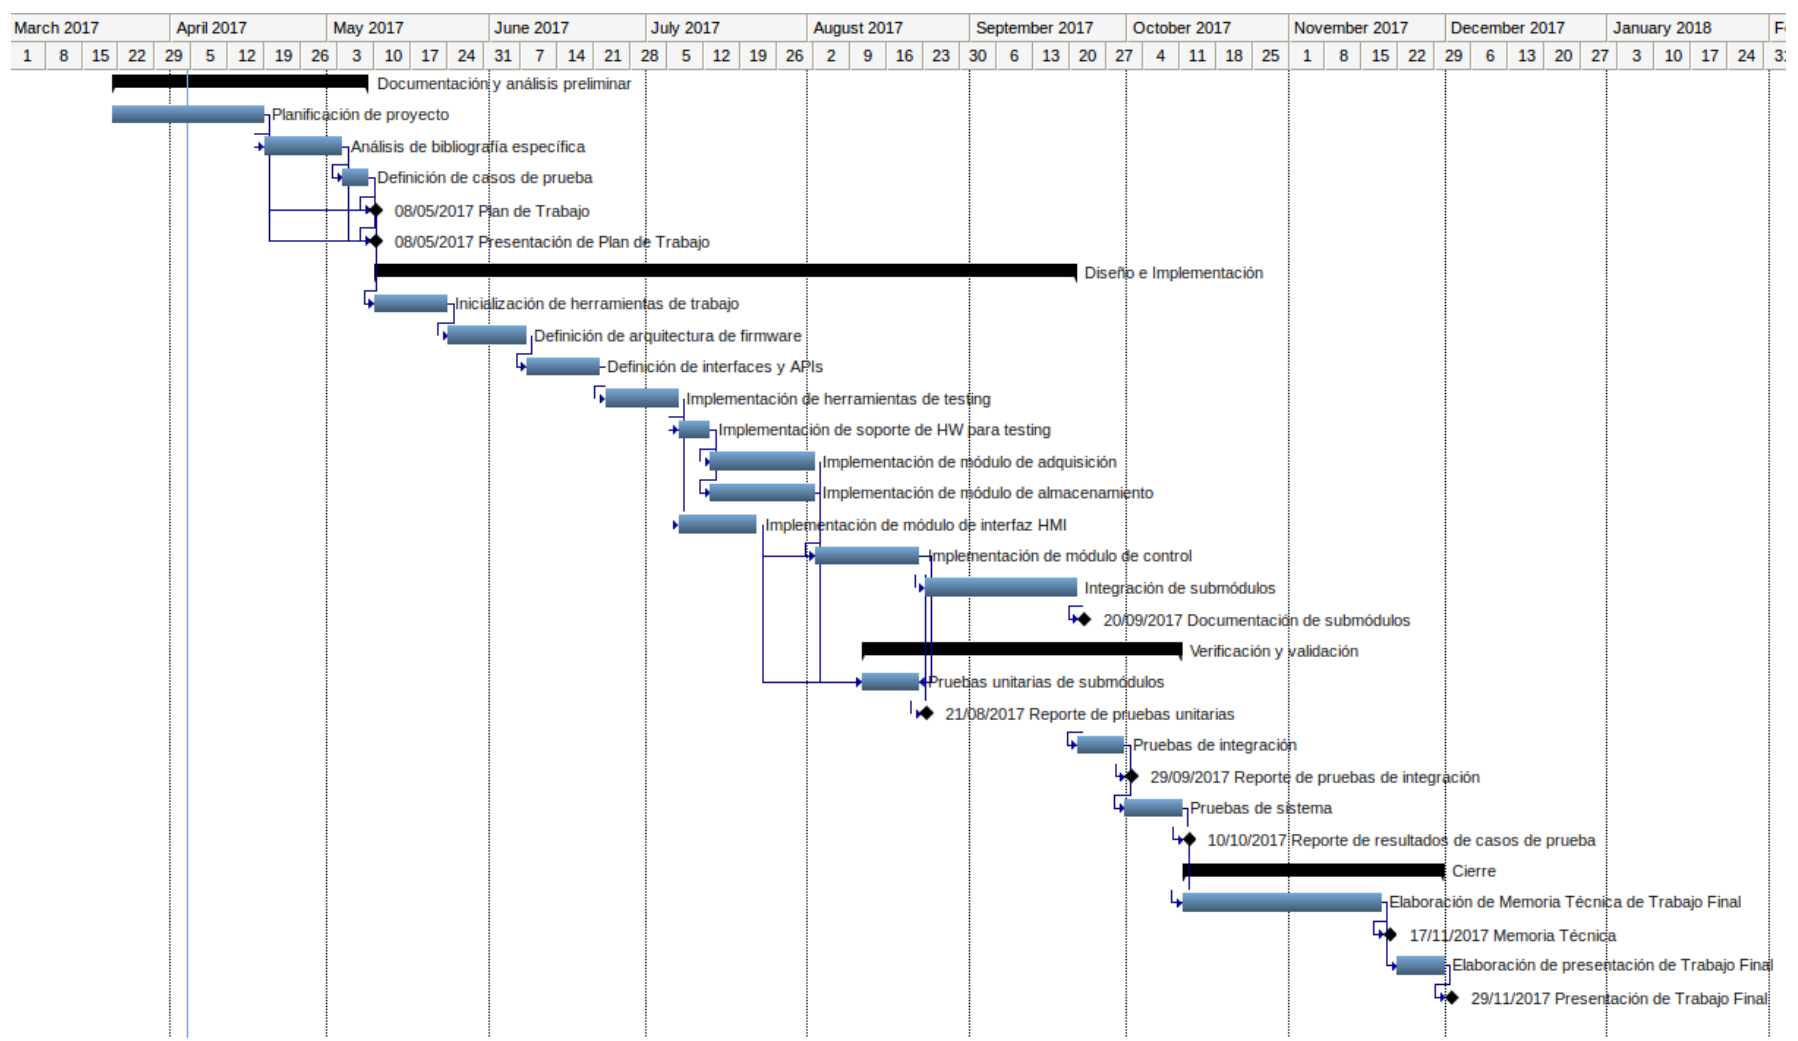 March 2017 April 2017 May 2017 June 2017 July 2017 August 2017 September 2017 October 2017 November 2017 December 2017 January 2018
1 8 15 22 29 5 12 19 26 3 10 17 24 31 7 14 21 28 5 12 19 26 2 9 16 23 30 6 13 20 27 4 11 18 25 1 8 15 22 29 6 13 20 27 3 10 17 24 31
Documentación y análisis preliminar
Planificación de proyecto
Análisis de bibliografía específica
Definición de casos de prueba
08/05/2017 Plan de Trabajo
08/05/2017 Presentación de Plan de Trabajo
Diseño e Implementación
Inicialización de herramientas de trabajo
Definición de arquitectura de firmware
Definición de interfaces y APIs
Implementación de herramientas de testing
Implementación de soporte de HW para testing
Implementación de módulo de adquisición
Implementación de módulo de almacenamiento
Implementación de módulo de interfaz HMI
Implementación de módulo de control
Integración de submódulos
20/09/2017 Documentación de submódulos
Verificación y validación
Pruebas unitarias de submódulos
21/08/2017 Reporte de pruebas unitarias
Pruebas de integración
29/09/2017 Reporte de pruebas de integración
Pruebas de sistema
10/10/2017 Reporte de resultados de casos de prueba
Cierre
Elaboración de Memoria Técnica de Trabajo Final
17/11/2017 Memoria Técnica
Elaboración de presentación de Trabajo Final
29/11/2017 Presentación de Trabajo Final